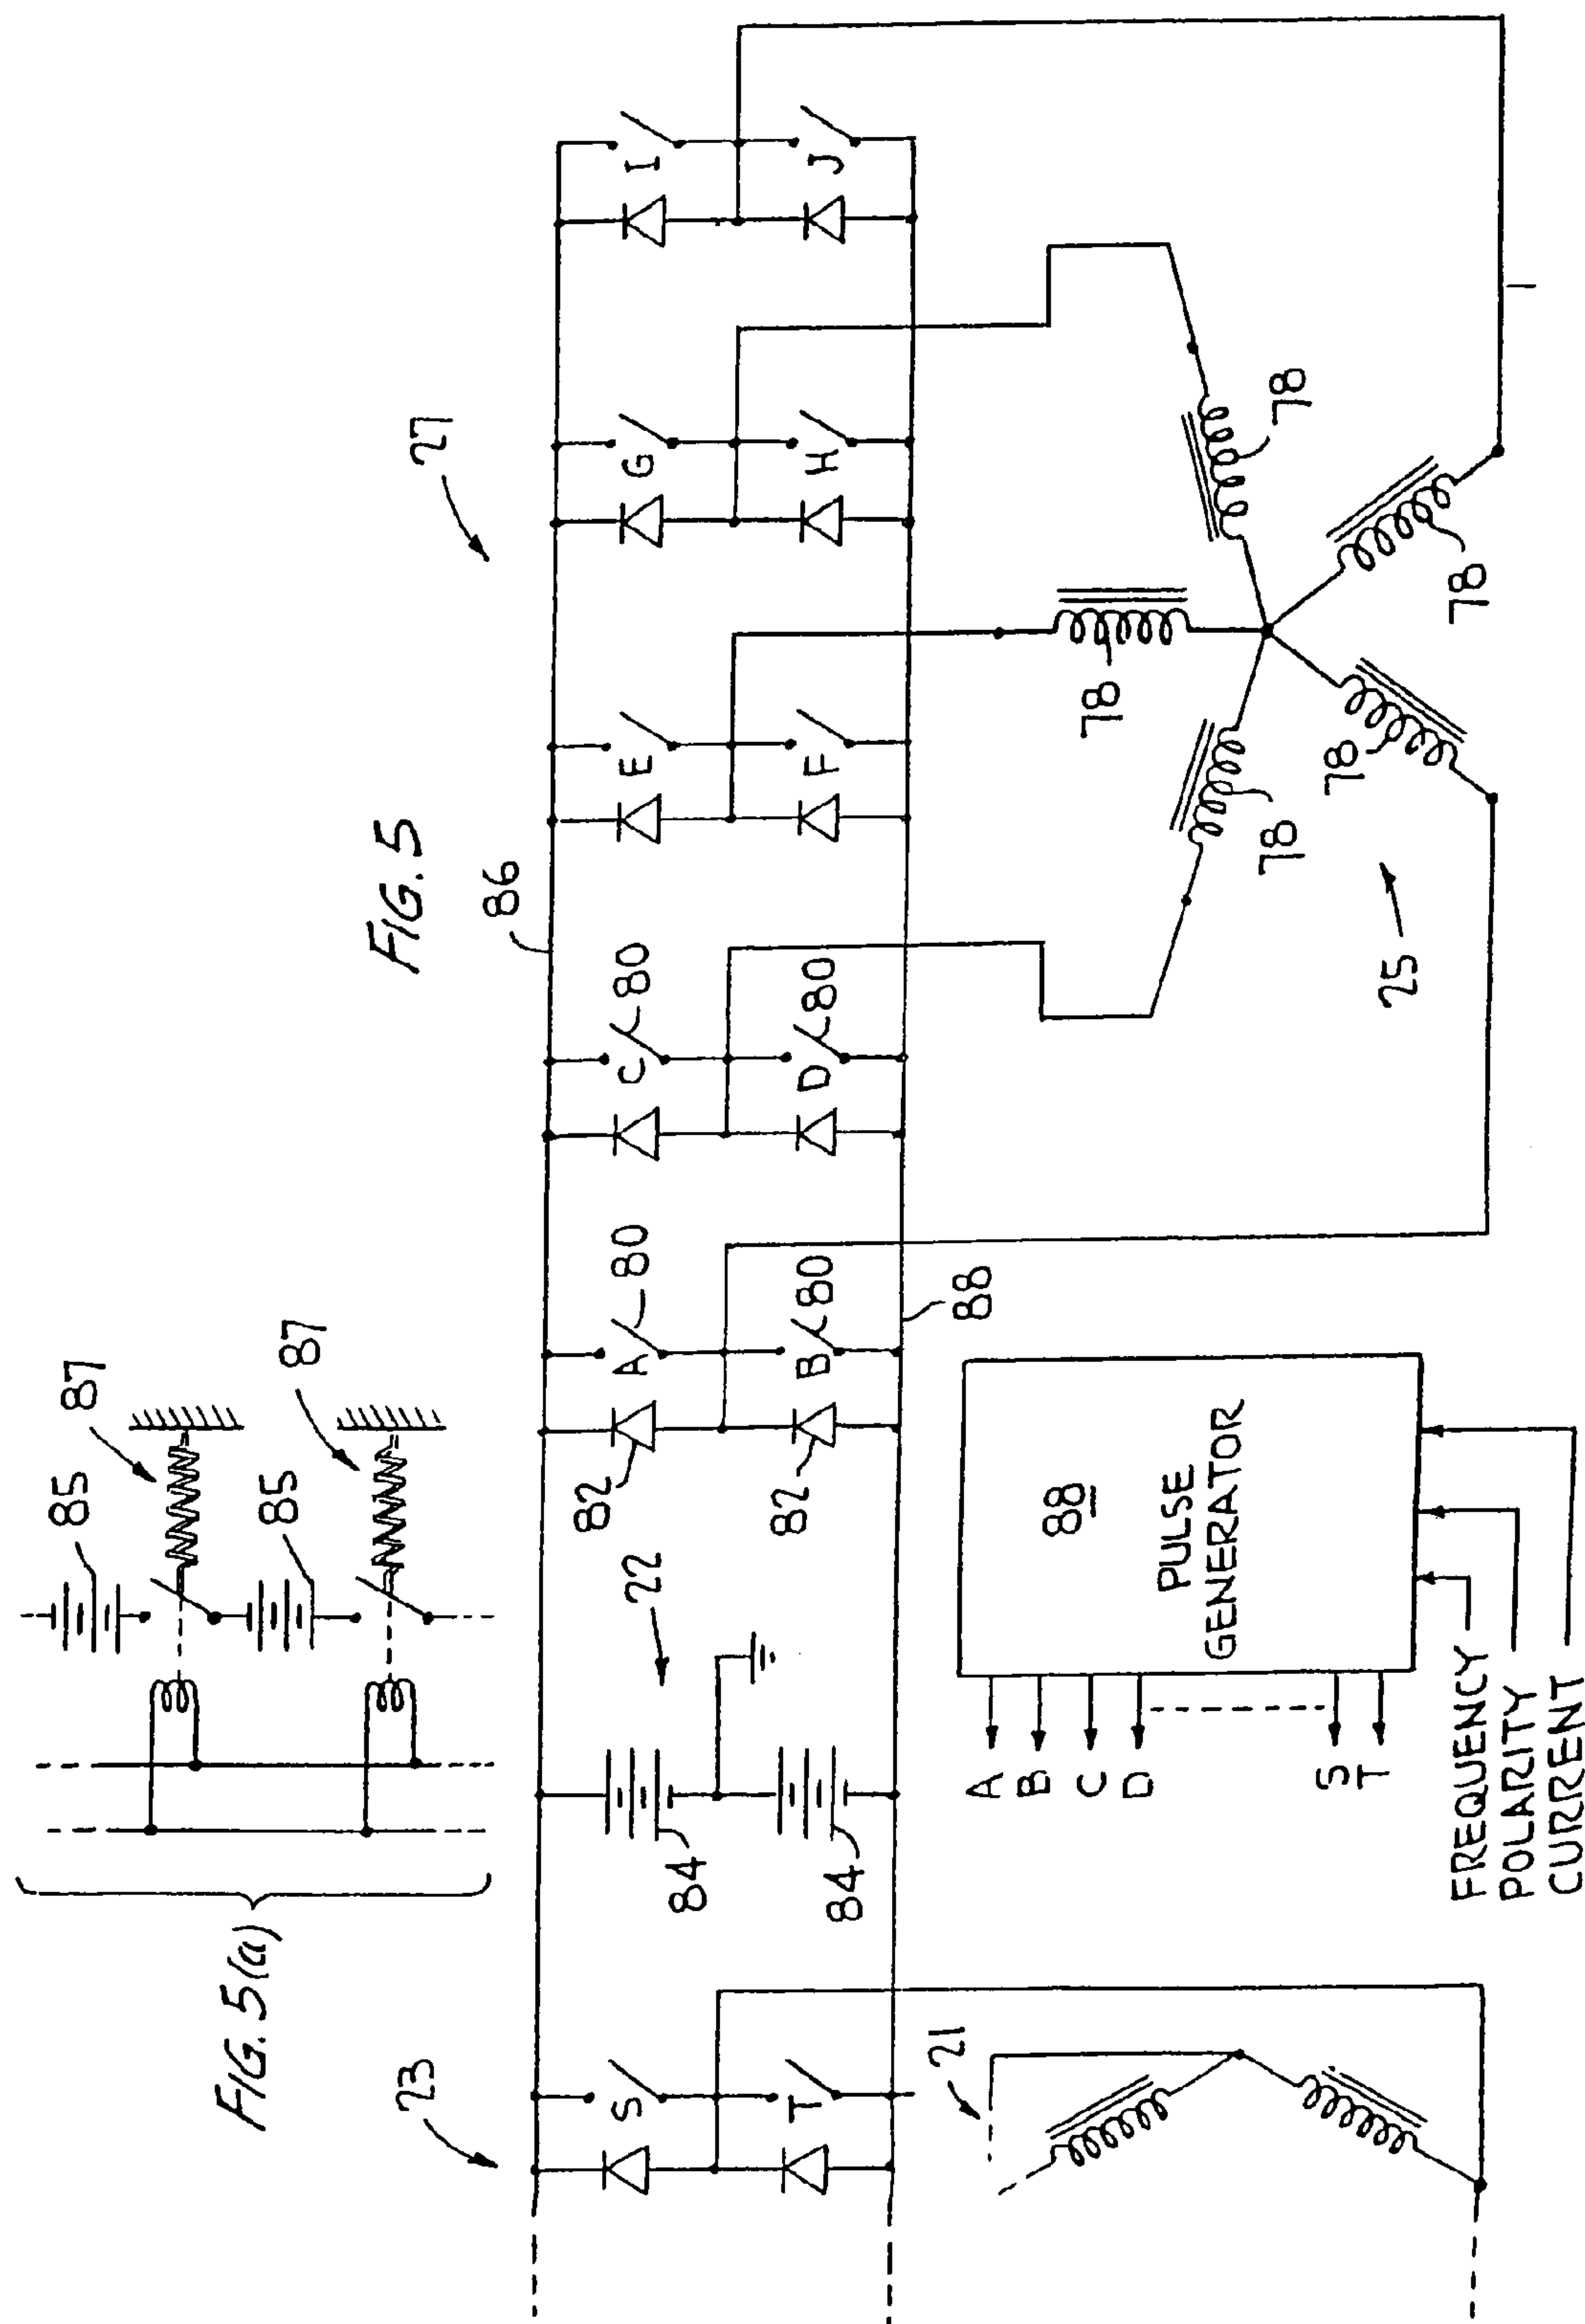 FIG. 5
FIG. 5(a)
85
87
85
87
23
S
T
84
84
22
82
82
A
80
B
80
C
80
D
80
86
E
F
27
G
H
I
J
88
21
88
PULSE
GENERATOR
A
B
C
D
S
T
FREQUENCY
POLARITY
CURRENT
25
78
78
78
78
78